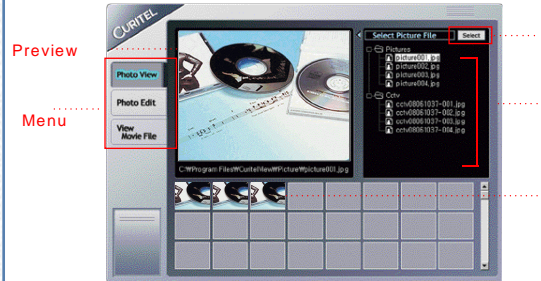 CURITEL
Preview
Menu
Photo View
Photo Edit
View
Movie File
Select Picture File
Select
Pictures
picture001.jpg
picture002.jpg
picture003.jpg
picture004.jpg
Cctv
cctv08061037-001.jpg
cctv08061037-002.jpg
cctv08061037-003.jpg
cctv08061037-004.jpg
C:₩Program Files₩CuritelView₩Picture₩picture001.jpg